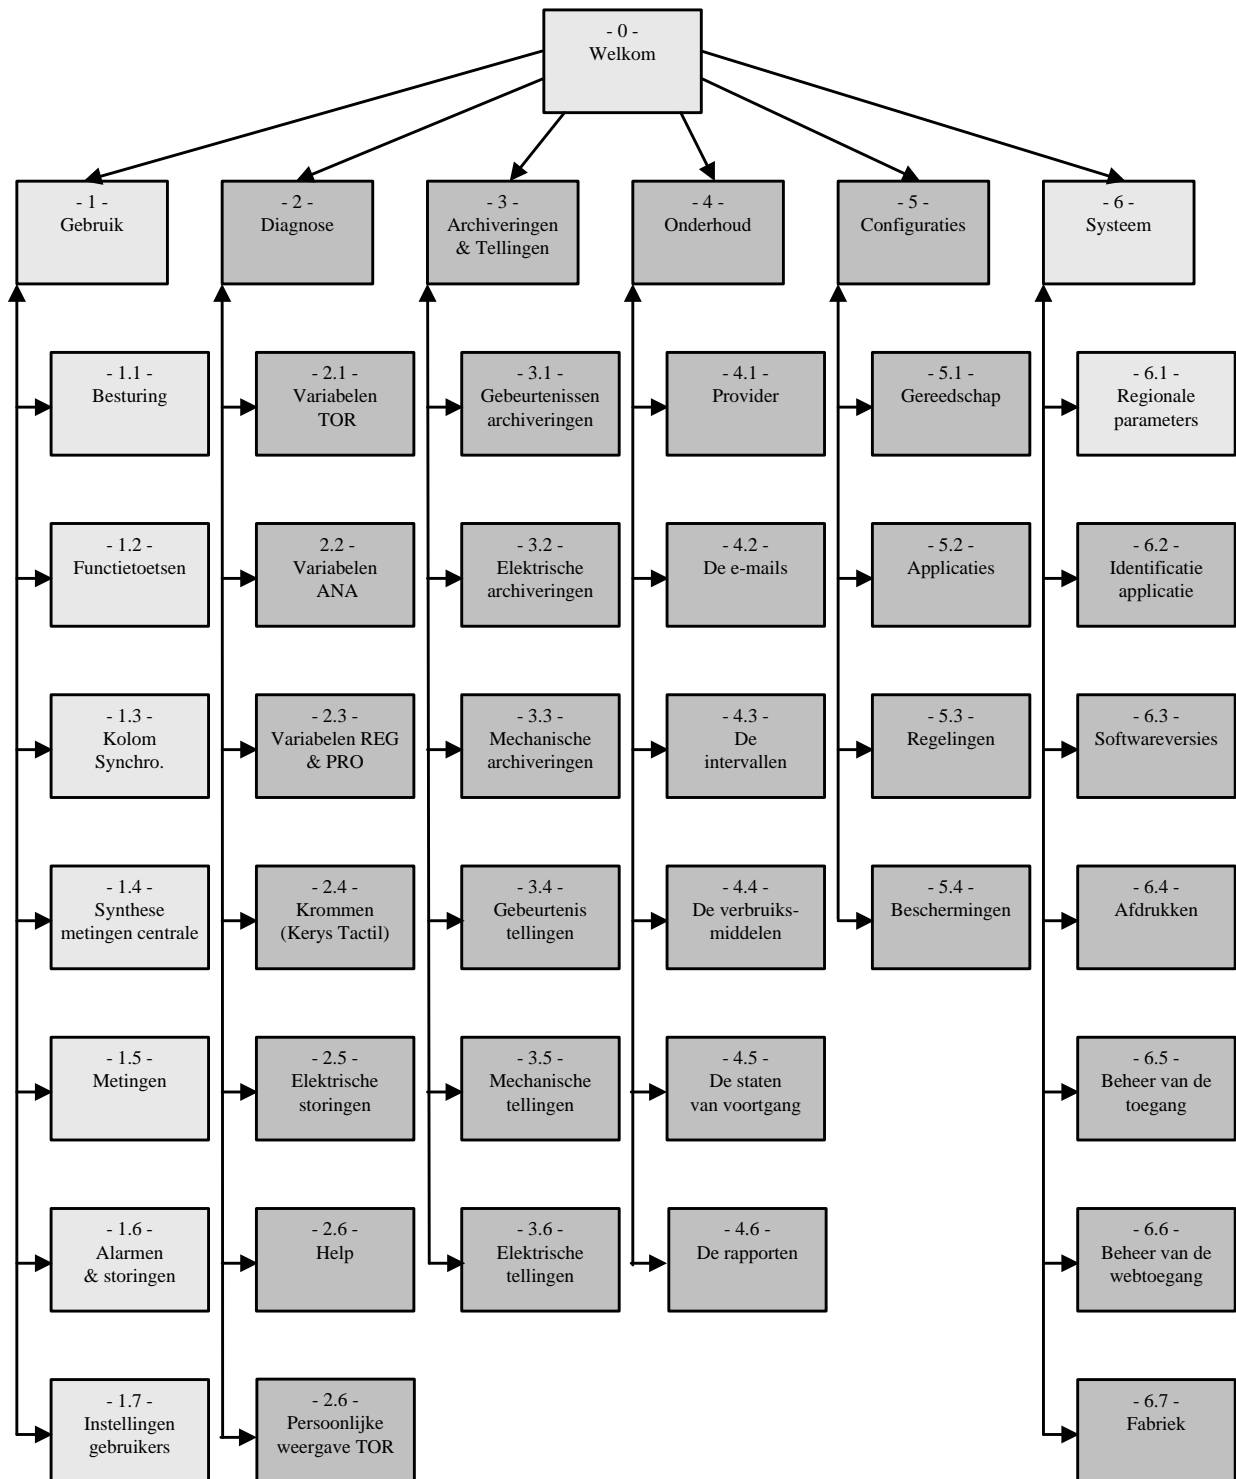 - 0 -
Welkom
- 1 -
Gebruik
- 2 -
Diagnose
- 3 -
Archiveringen
& Tellingen
- 4 -
Onderhoud
- 5 -
Configuraties
- 6 -
Systeem
- 1.1 -
Besturing
- 2.1 -
Variabelen
TOR
- 3.1 -
Gebeurtenissen
archiveringen
- 4.1 -
Provider
- 5.1 -
Gereedschap
- 6.1 -
Regionale
parameters
- 1.2 -
Functietoetsen
2.2 -
Variabelen
ANA
- 3.2 -
Elektrische
archiveringen
- 4.2 -
De e-mails
- 5.2 -
Applicaties
- 6.2 -
Identificatie
applicatie
- 1.3 -
Kolom
Synchro.
- 2.3 -
Variabelen REG
& PRO
- 3.3 -
Mechanische
archiveringen
- 4.3 -
De
intervallen
- 5.3 -
Regelingen
- 6.3 -
Softwareversies
- 1.4 -
Synthese
metingen centrale
- 2.4 -
Krommen
(Kerys Tactil)
- 3.4 -
Gebeurtenis
tellingen
- 4.4 -
De verbruiks-
middelen
- 5.4 -
Beschermingen
- 6.4 -
Afdrukken
- 1.5 -
Metingen
- 2.5 -
Elektrische
storingen
- 3.5 -
Mechanische
tellingen
- 4.5 -
De staten
van voortgang
- 6.5 -
Beheer van de
toegang
- 1.6 -
Alarmen
& storingen
- 2.6 -
Help
- 3.6 -
Elektrische
tellingen
- 4.6 -
De rapporten
- 6.6 -
Beheer van de
webtoegang
- 1.7 -
Instellingen
gebruikers
- 2.6 -
Persoonlijke
weergave TOR
- 6.7 -
Fabriek